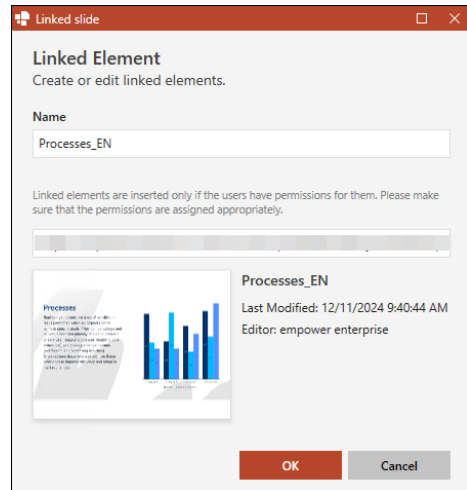 Linked slide
Linked Element
Create or edit linked elements.
Name
Processes_EN
Linked elements are inserted only if the users have permissions for them. Please make
sure that the permissions are assigned appropriately.
Processes_EN
Last Modified: 12/11/2024 9:40:44 AM
Editor: empower enterprise
Processes
OK
Cancel